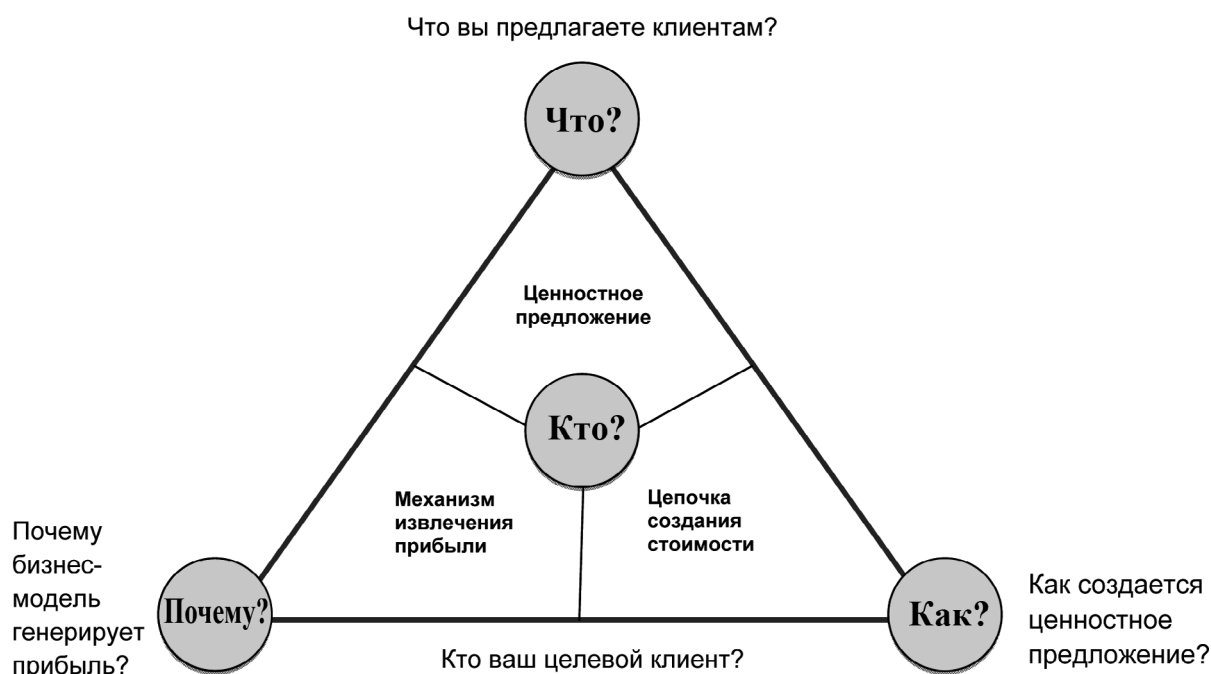 Что вы предлагаете клиентам?
Что?
Ценностное
предложение
Кто?
Механизм
извлечения
прибыли
Цепочка
создания
стоимости
Почему
бизнес-
модель
генерирует
прибыль?
Почему?
Кто ваш целевой клиент?
Как?
Как создается
ценностное
предложение?